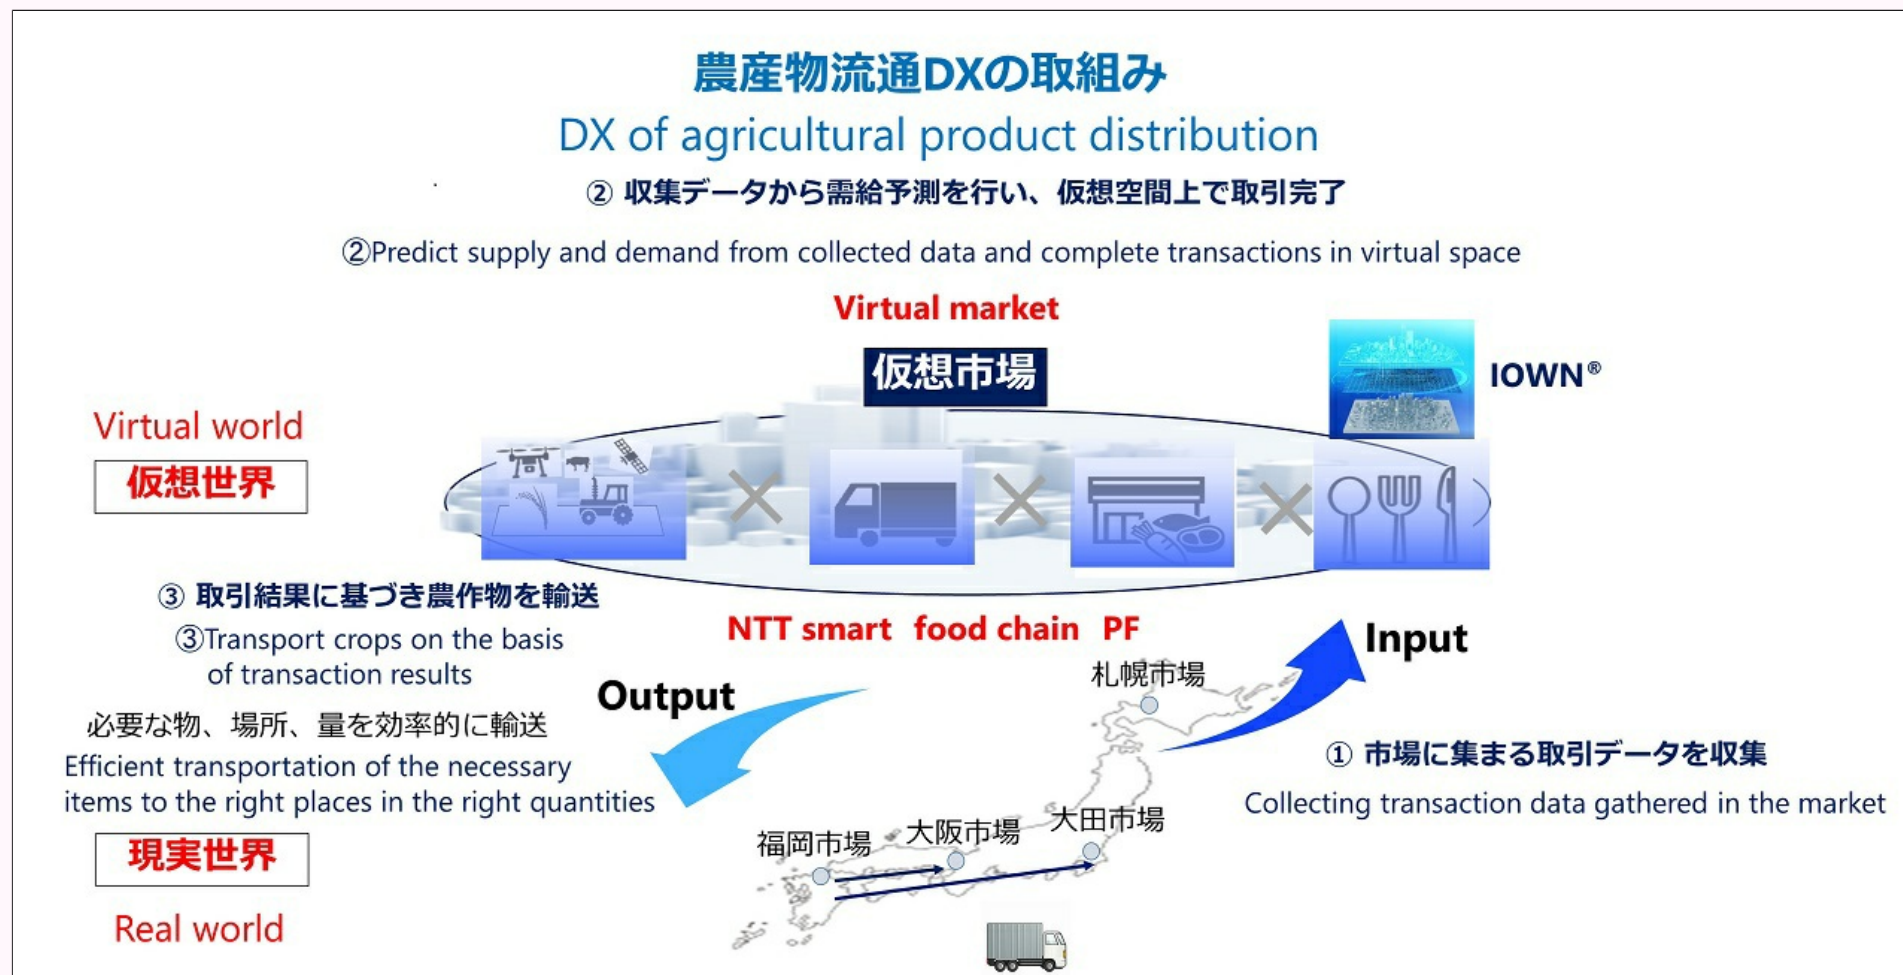 農産物流通DXの取組み
DX of agricultural product distribution
② 収集データから需給予測を行い、仮想空間上で取引完了
②Predict supply and demand from collected data and complete transactions in virtual space
Virtual market
仮想市場
IOWN®
Virtual world
仮想世界
③ 取引結果に基づき農作物を輸送
③Transport crops on the basis
of transaction results
NTT smart food chain PF
Input
Output
札幌市場
必要な物、場所、量を効率的に輸送
Efficient transportation of the necessary
items to the right places in the right quantities
① 市場に集まる取引データを収集
Collecting transaction data gathered in the market
福岡市場
大阪市場
大田市場
現実世界
Real world